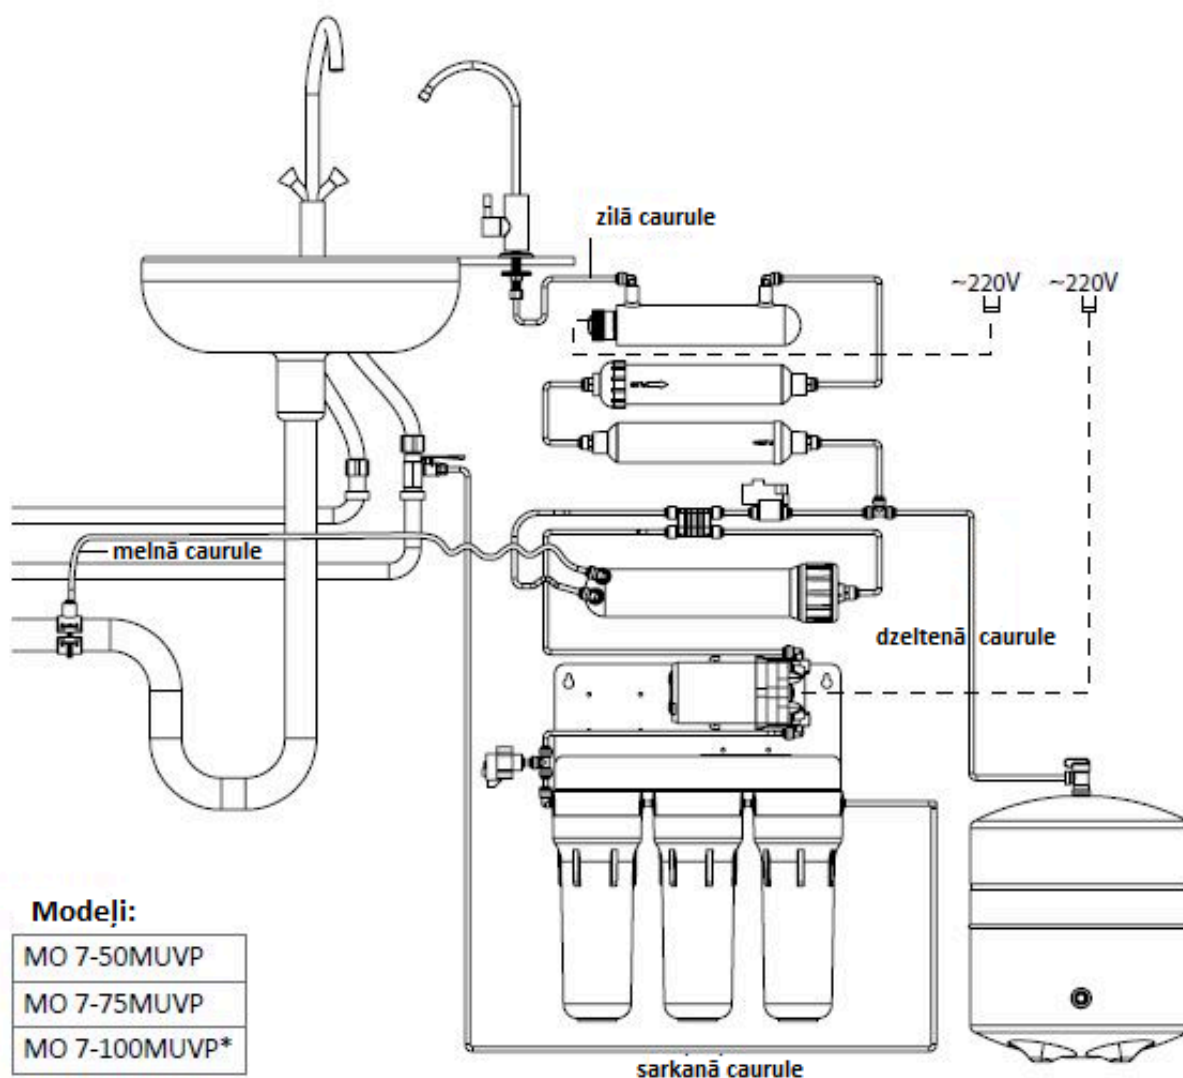 zilā caurule
~220V ~220V
melnā caurule
dzeltenā caurule
Modeļi:
MO 7-50MUVP
MO 7-75MUVP
MO 7-100MUVP*
sarkanā caurule